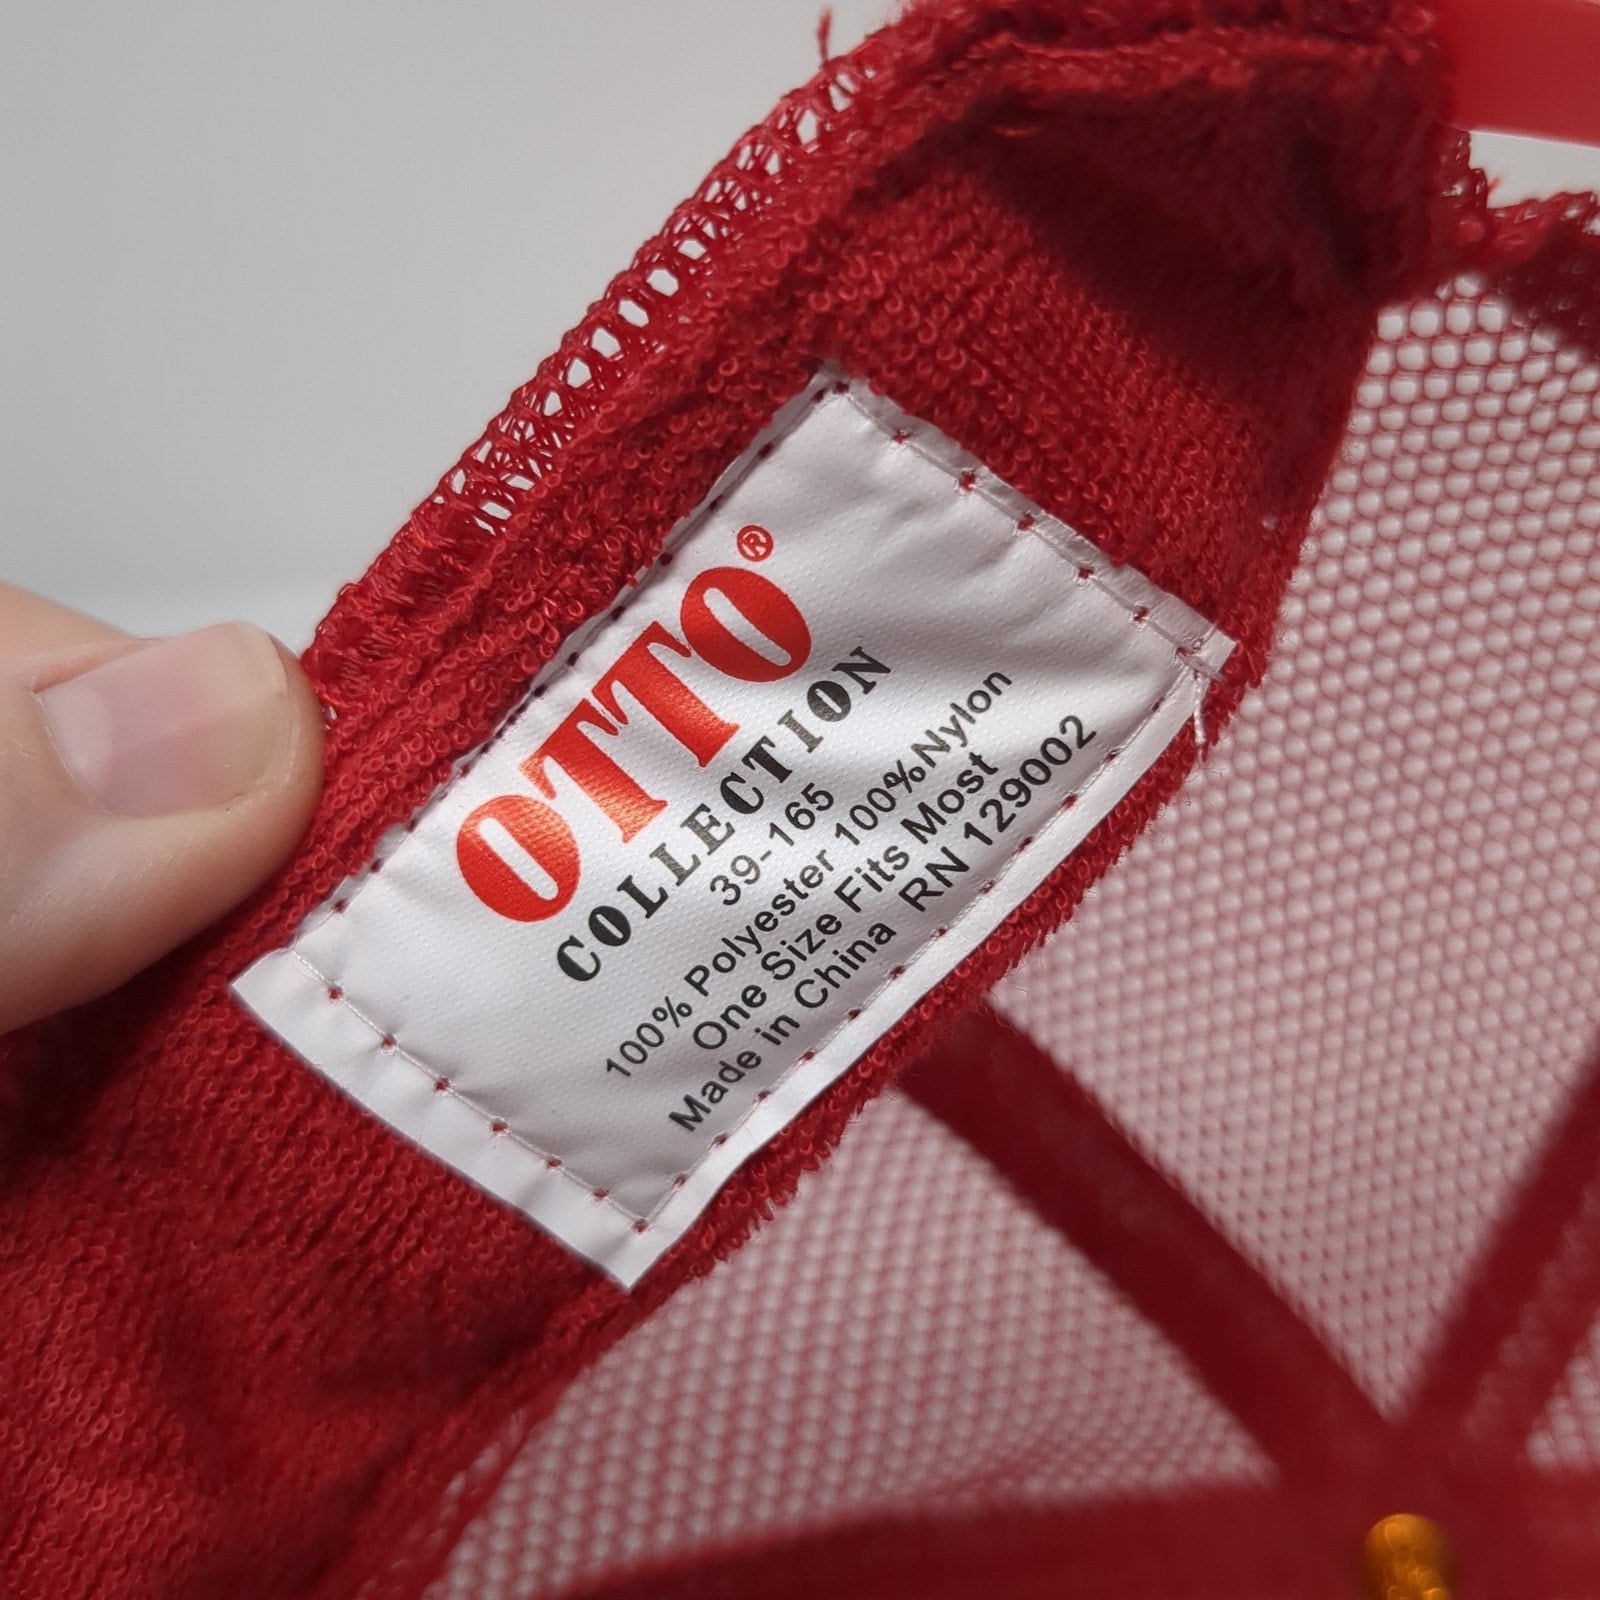 OTTO®
COLLECTION
39-165
100% Polyester 100%Nylon
One Size Fits Most
Made in China RN 129002